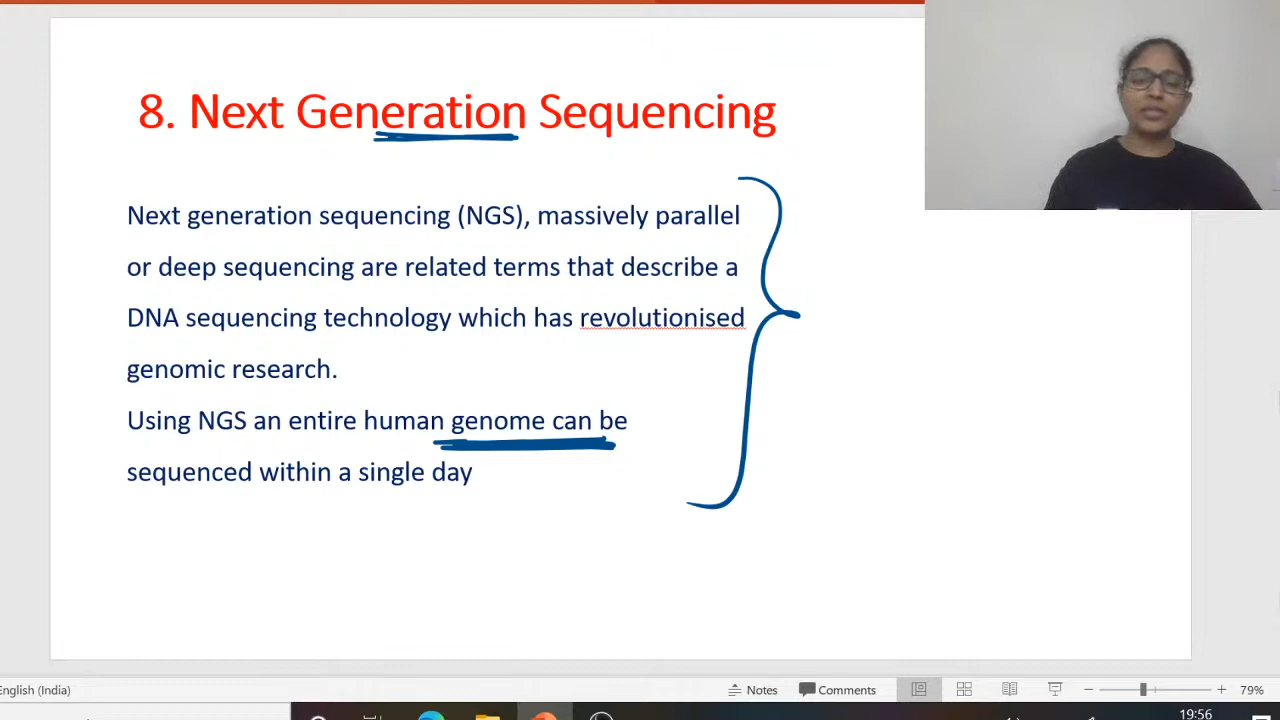 8. Next Generation Sequencing
Next generation sequencing (NGS), massively parallel
or deep sequencing are related terms that describe a
DNA sequencing technology which has revolutionised
genomic research.
Using NGS an entire human genome can be
sequenced within a single day
English (India)
Notes
Comments
79%
19:56